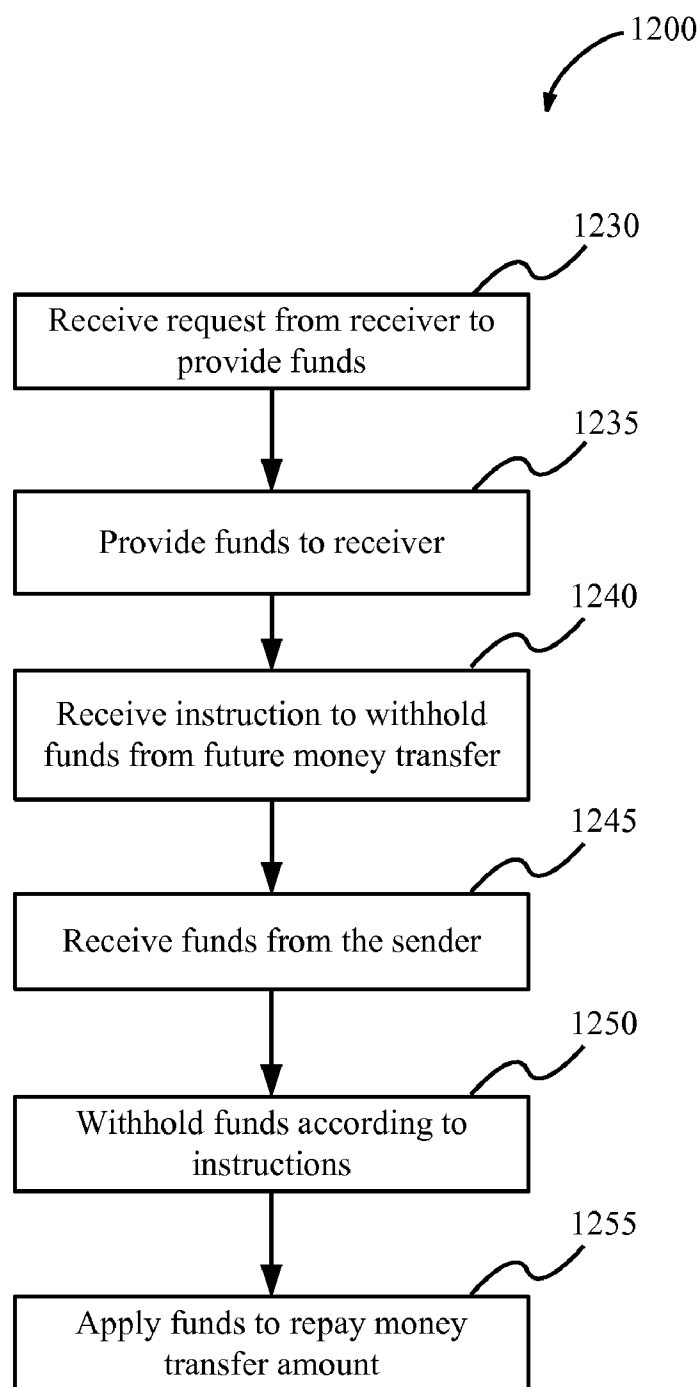 1200
1230
Receive request from receiver to
provide funds
1235
Provide funds to receiver
1240
Receive instruction to withhold
funds from future money transfer
1245
Receive funds from the sender
1250
Withhold funds according to
instructions
1255
Apply funds to repay money
transfer amount